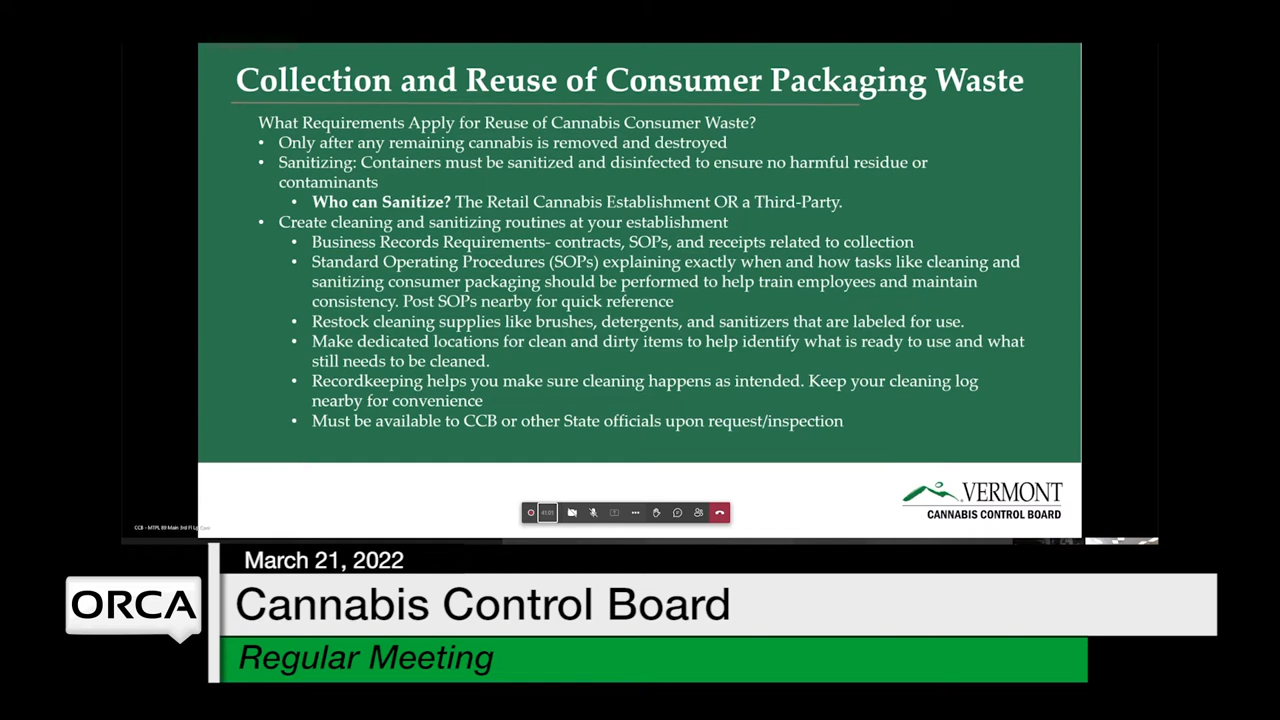 Collection and Reuse of Consumer Packaging Waste
What Requirements Apply for Reuse of Cannabis Consumer Waste?
• Only after any remaining cannabis is removed and destroyed
• Sanitizing: Containers must be sanitized and disinfected to ensure no harmful residue or
contaminants
• Who can Sanitize? The Retail Cannabis Establishment OR a Third-Party.
• Create cleaning and sanitizing routines at your establishment
• Business Records Requirements- contracts, SOPs, and receipts related to collection
• Standard Operating Procedures (SOPs) explaining exactly when and how tasks like cleaning and
sanitizing consumer packaging should be performed to help train employees and maintain
consistency. Post SOPs nearby for quick reference
• Restock cleaning supplies like brushes, detergents, and sanitizers that are labeled for use.
• Make dedicated locations for clean and dirty items to help identify what is ready to use and what
still needs to be cleaned.
• Recordkeeping helps you make sure cleaning happens as intended. Keep your cleaning log
nearby for convenience
• Must be available to CCB or other State officials upon request/inspection
VERMONT
CANNABIS CONTROL BOARD
41:01
CCB - MTPL 89 Main 3rd Fl
March 21, 2022
ORCA
Cannabis Control Board
Regular Meeting